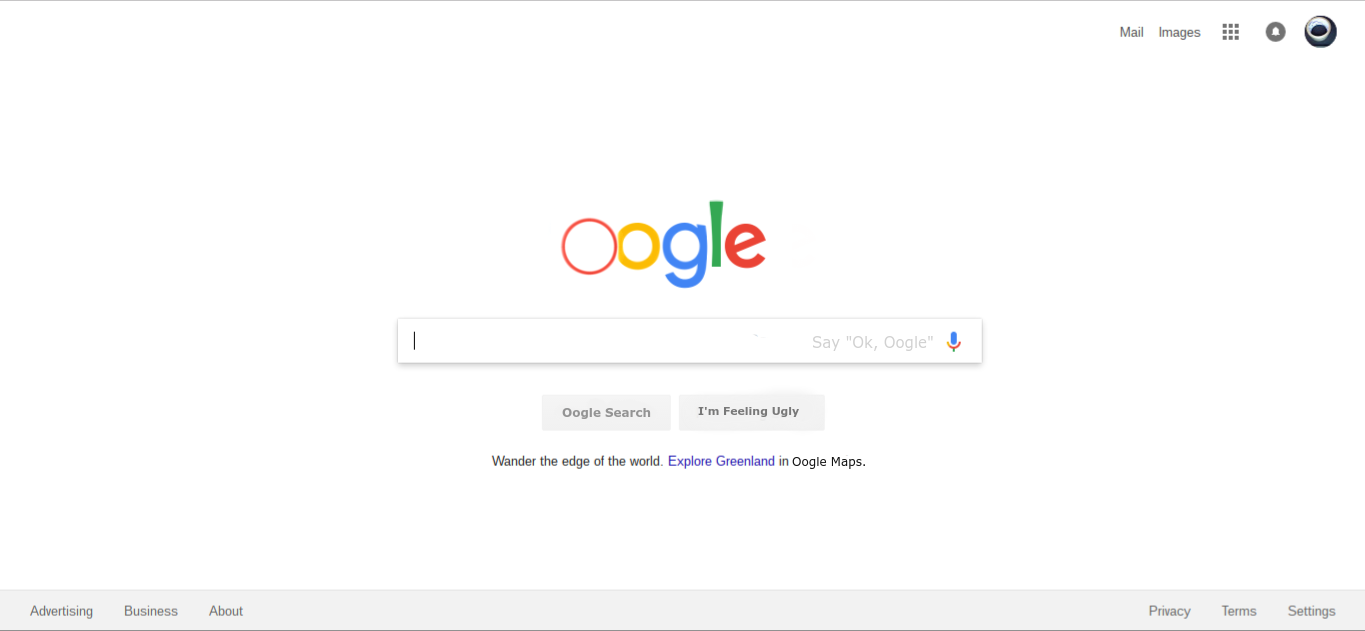 Mail Images
Oogle
Say "Ok, Oogle"
Oogle Search I'm Feeling Ugly
Wander the edge of the world. Explore Greenland in Oogle Maps.
Advertising Business About Privacy Terms Settings